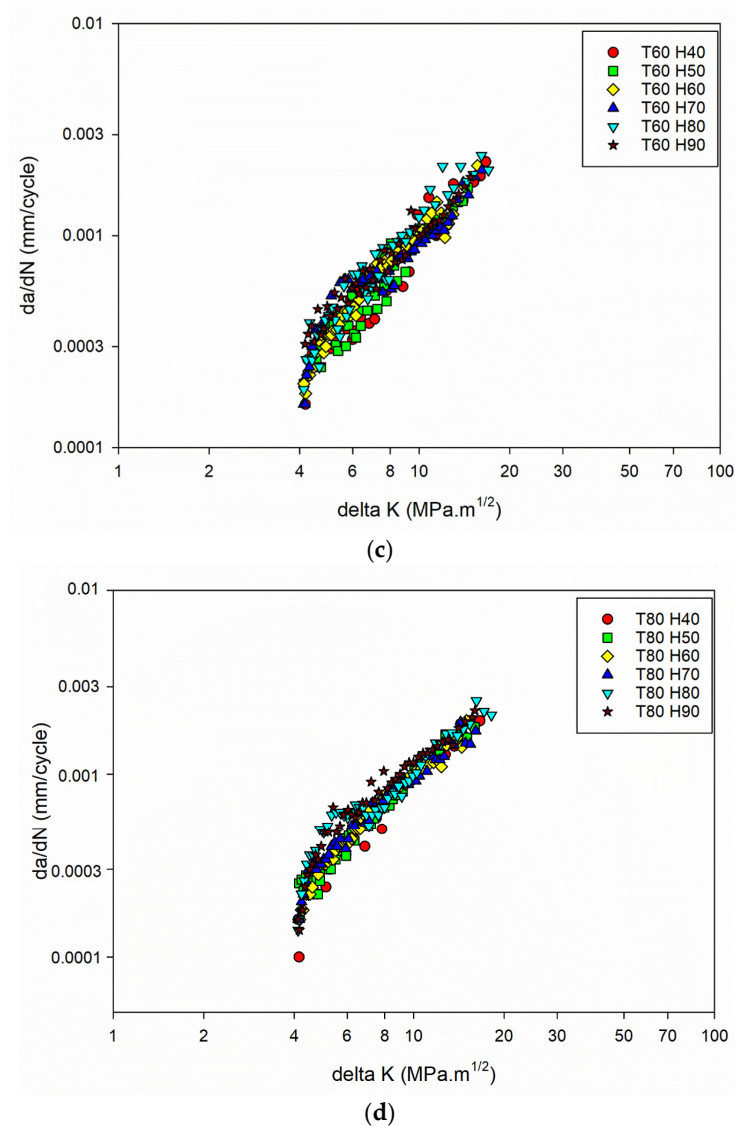 0.01
T60 H40
T60 H50
T60 H60
T60 H70
T60 H80
T60 H90
0.003
da/dN (mm/cycle)
0.001
0.0003
0.0001
1 2 4 6 8 10 20 30 50 70 100
delta K (MPa.m1/2)
(c)
0.01
T80 H40
T80 H50
T80 H60
T80 H70
T80 H80
T80 H90
0.003
da/dN (mm/cycle)
0.001
0.0003
0.0001
1 2 4 6 8 10 20 30 50 70 100
delta K (MPa.m1/2)
(d)